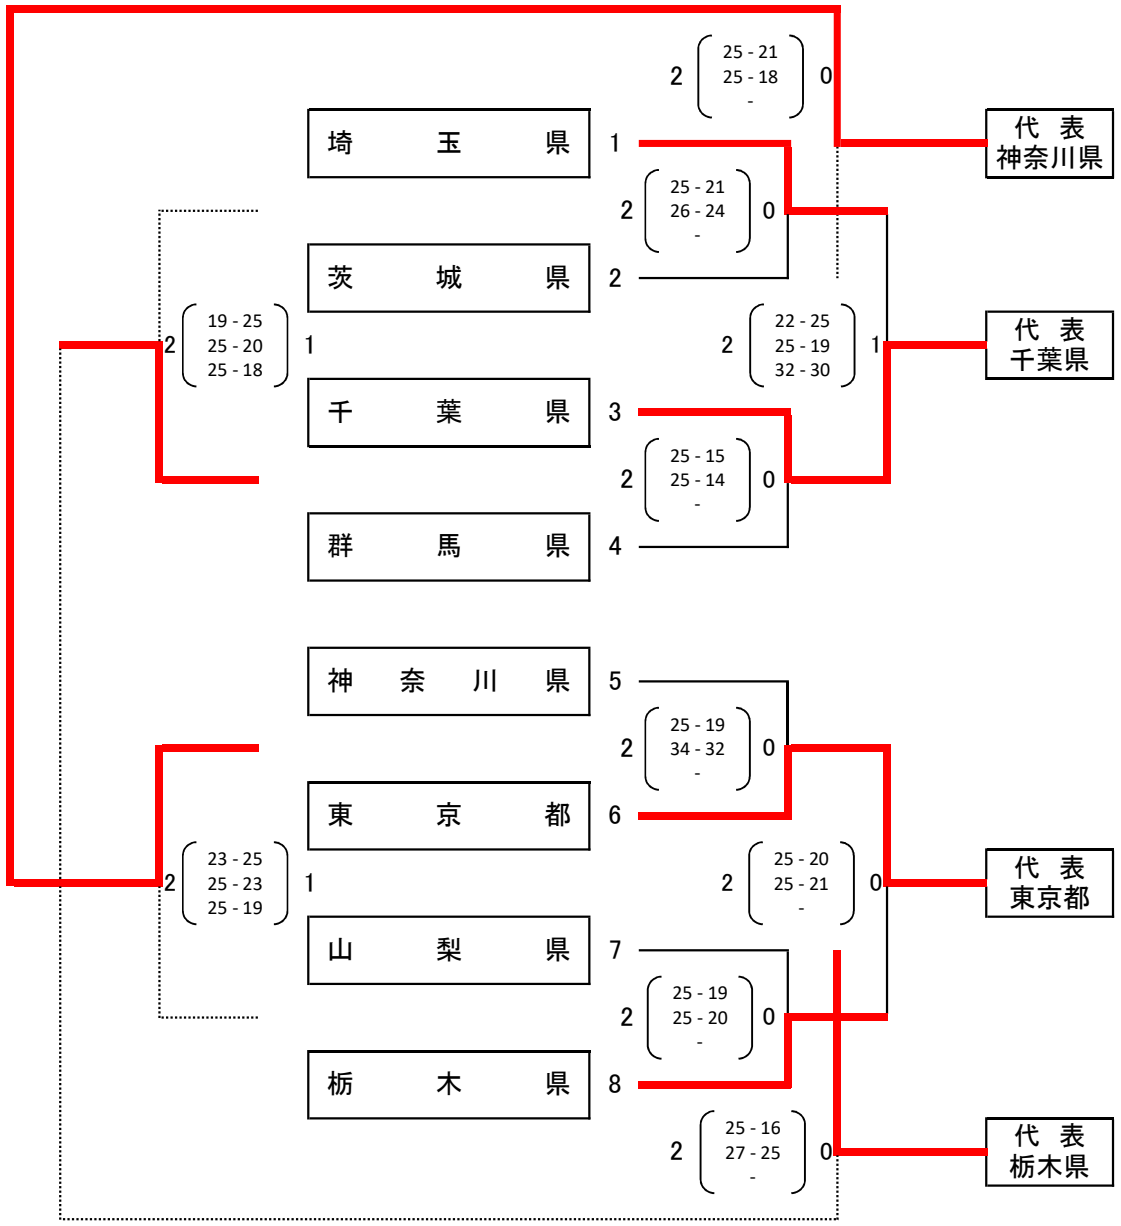 2 25 - 21 0
25 - 18
-
埼玉県 1
代表
神奈川県
2 25 - 21 0
26 - 24
-
茨城県 2
2 19 - 25 1
25 - 20
25 - 18
2 22 - 25 1
25 - 19
32 - 30
代表
千葉県
千葉県 3
2 25 - 15 0
25 - 14
-
群馬県 4
神奈川県 5
2 25 - 19 0
34 - 32
-
東京都 6
2 23 - 25 1
25 - 23
25 - 19
2 25 - 20 0
25 - 21
-
代表
東京都
山梨県 7
2 25 - 19 0
25 - 20
-
栃木県 8
2 25 - 16 0
27 - 25
-
代表
栃木県